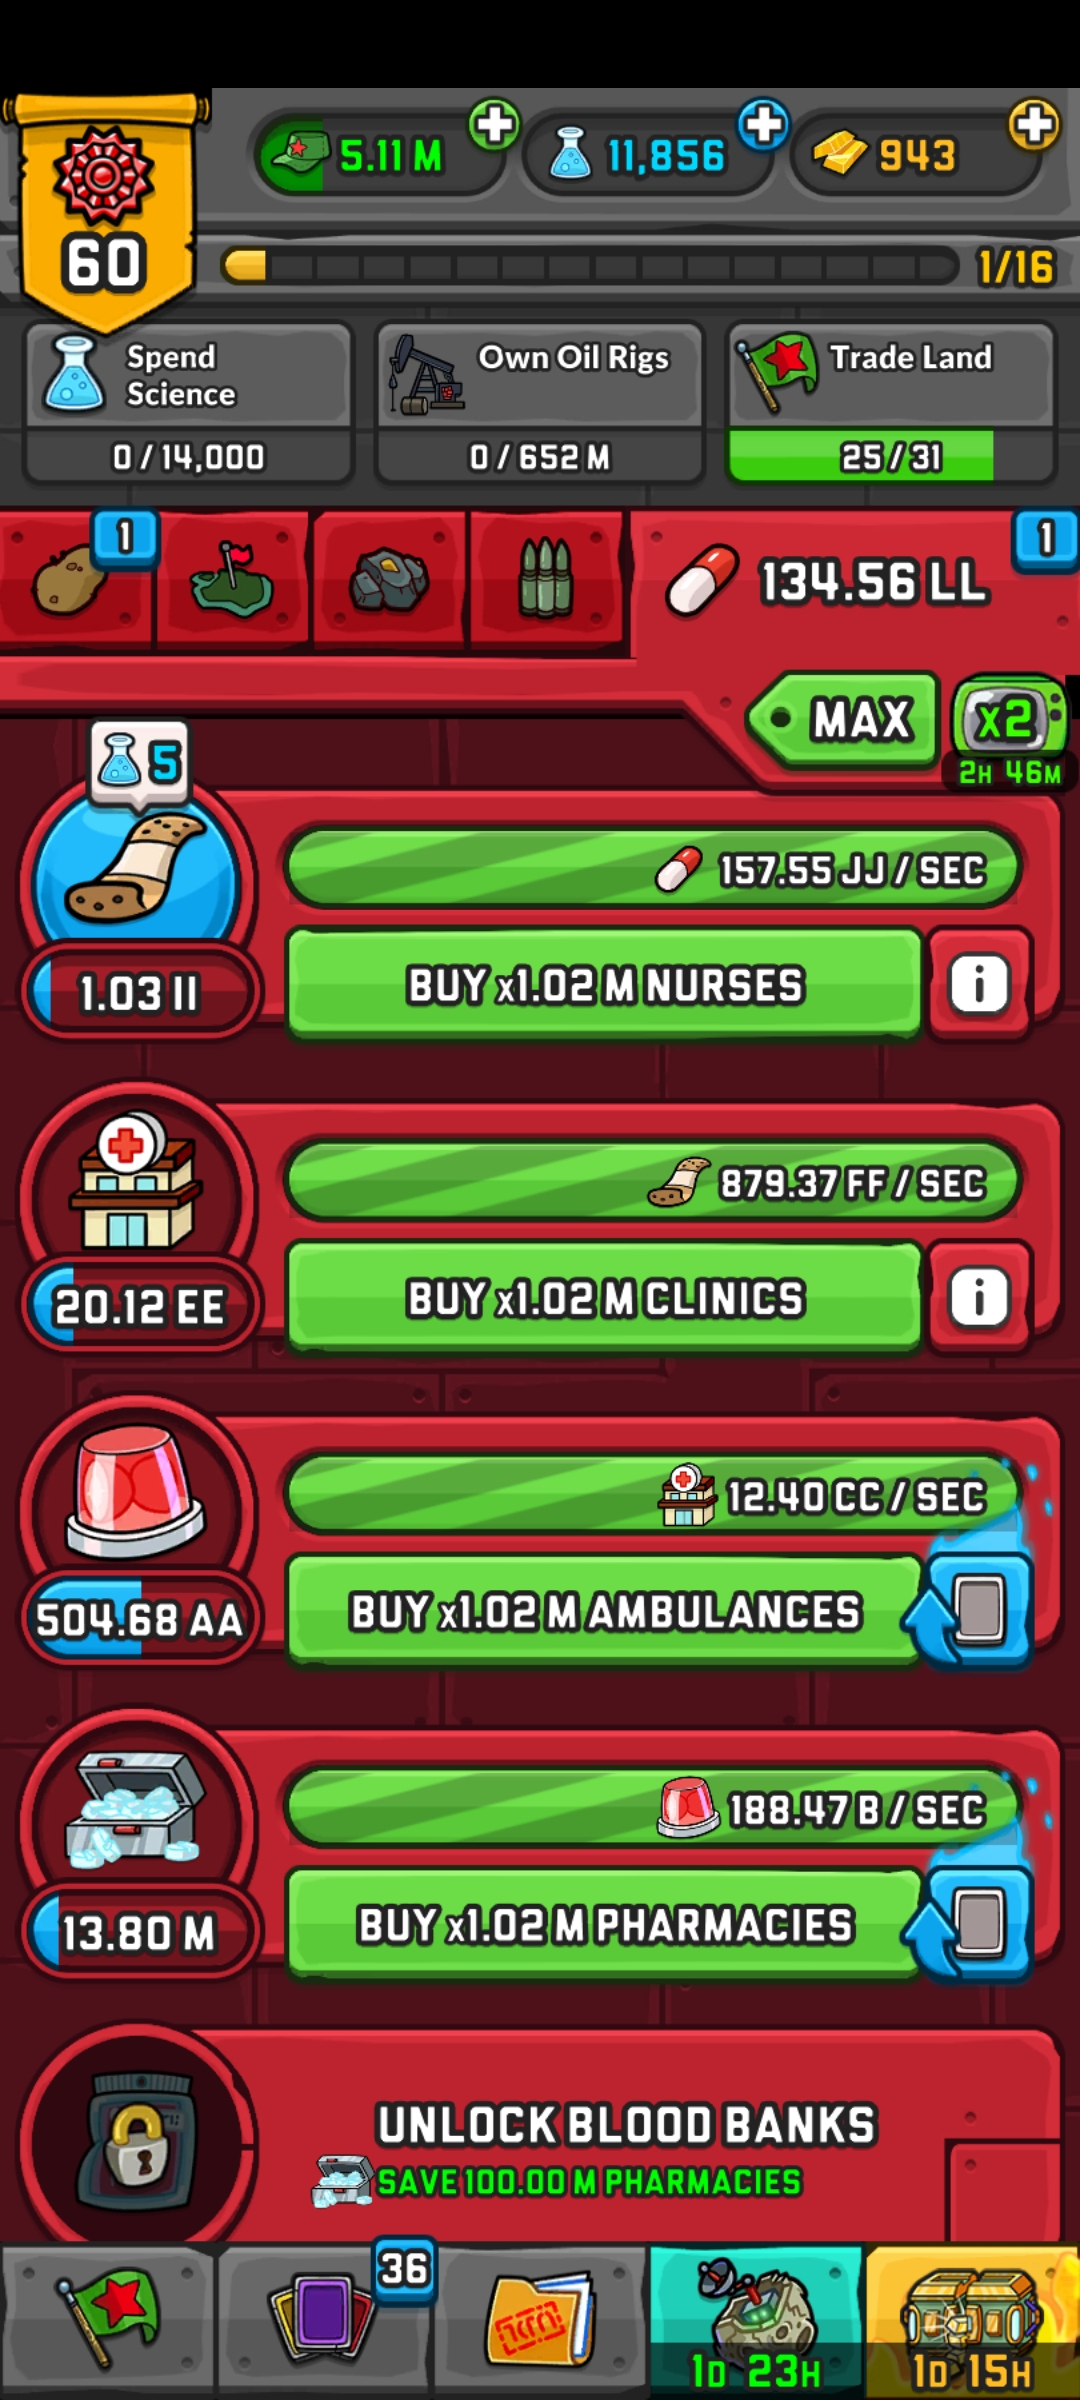 60
5.11 M
11,856
943
1/16
Spend
Science
0/14,000
Own Oil Rigs
0/652 M
Trade Land
25/31
1
134.56 LL
1
MAX
x2
2H 46M
5
157.55 JJ / SEC
1.03 II
BUY x1.02 M NURSES
i
879.37 FF / SEC
20.12 EE
BUY x1.02 M CLINICS
i
12.40 CC / SEC
504.68 AA
BUY x1.02 M AMBULANCES
188.47 B / SEC
13.80 M
BUY x1.02 M PHARMACIES
UNLOCK BLOOD BANKS
SAVE 100.00 M PHARMACIES
36
1D 23H
1D 15H